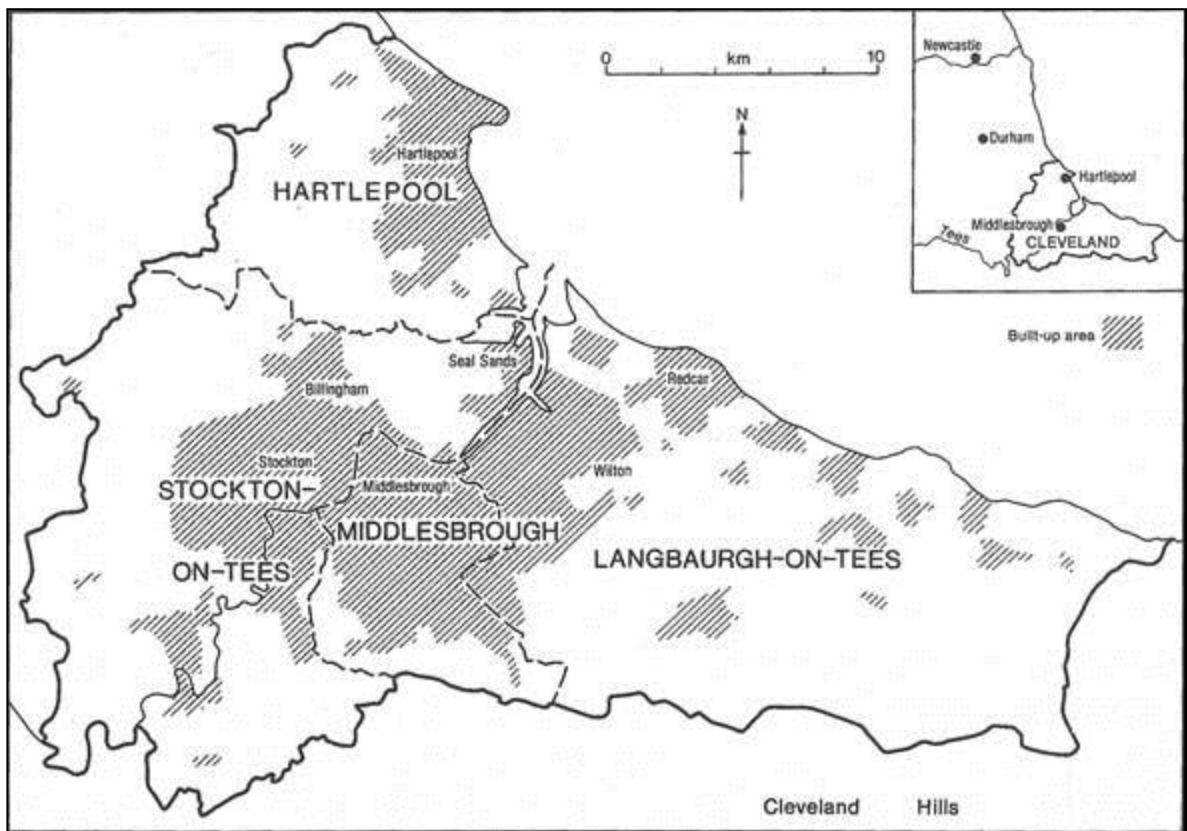 0 km 10
N
Newcastle
Durham
Hartlepool
Middlesbrough
Tees
CLEVELAND
Built-up area
Hartlepool
HARTLEPOOL
Seal Sands
Redcar
Billingham
Stockton
Wilton
STOCKTON-
Middlesbrough
MIDDLESBROUGH
ON-TEES
LANGBAURGH-ON-TEES
Cleveland Hills